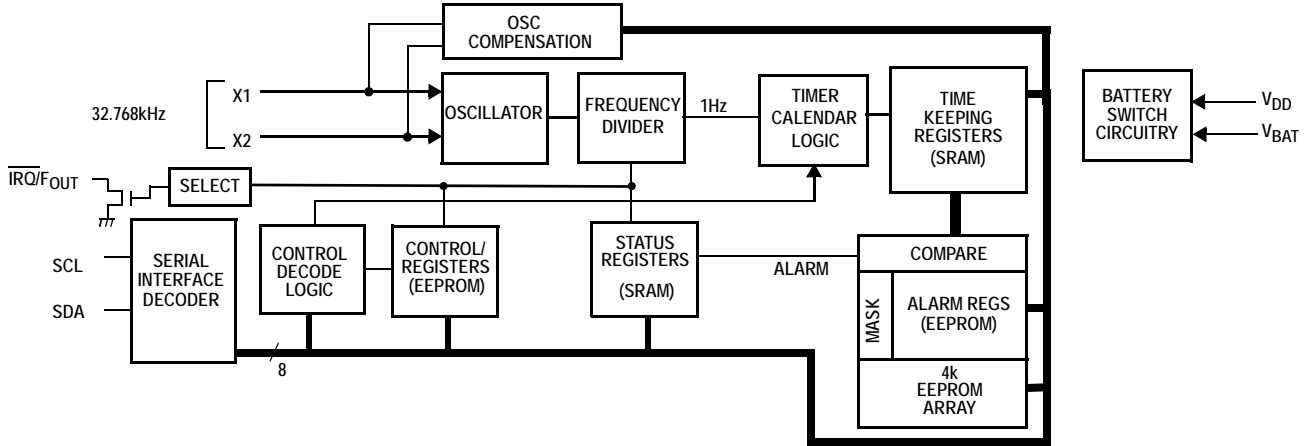 OSC
COMPENSATION
32.768kHz
X1
X2
OSCILLATOR
FREQUENCY
DIVIDER
1Hz
TIMER
CALENDAR
LOGIC
TIME
KEEPING
REGISTERS
(SRAM)
BATTERY
SWITCH
CIRCUITRY
VDD
VBAT
IRQ/FOUT
SELECT
SCL
SDA
SERIAL
INTERFACE
DECODER
CONTROL
DECODE
LOGIC
CONTROL/
REGISTERS
(EEPROM)
STATUS
REGISTERS
(SRAM)
ALARM
COMPARE
MASK
ALARM REGS
(EEPROM)
4k
EEPROM
ARRAY
8